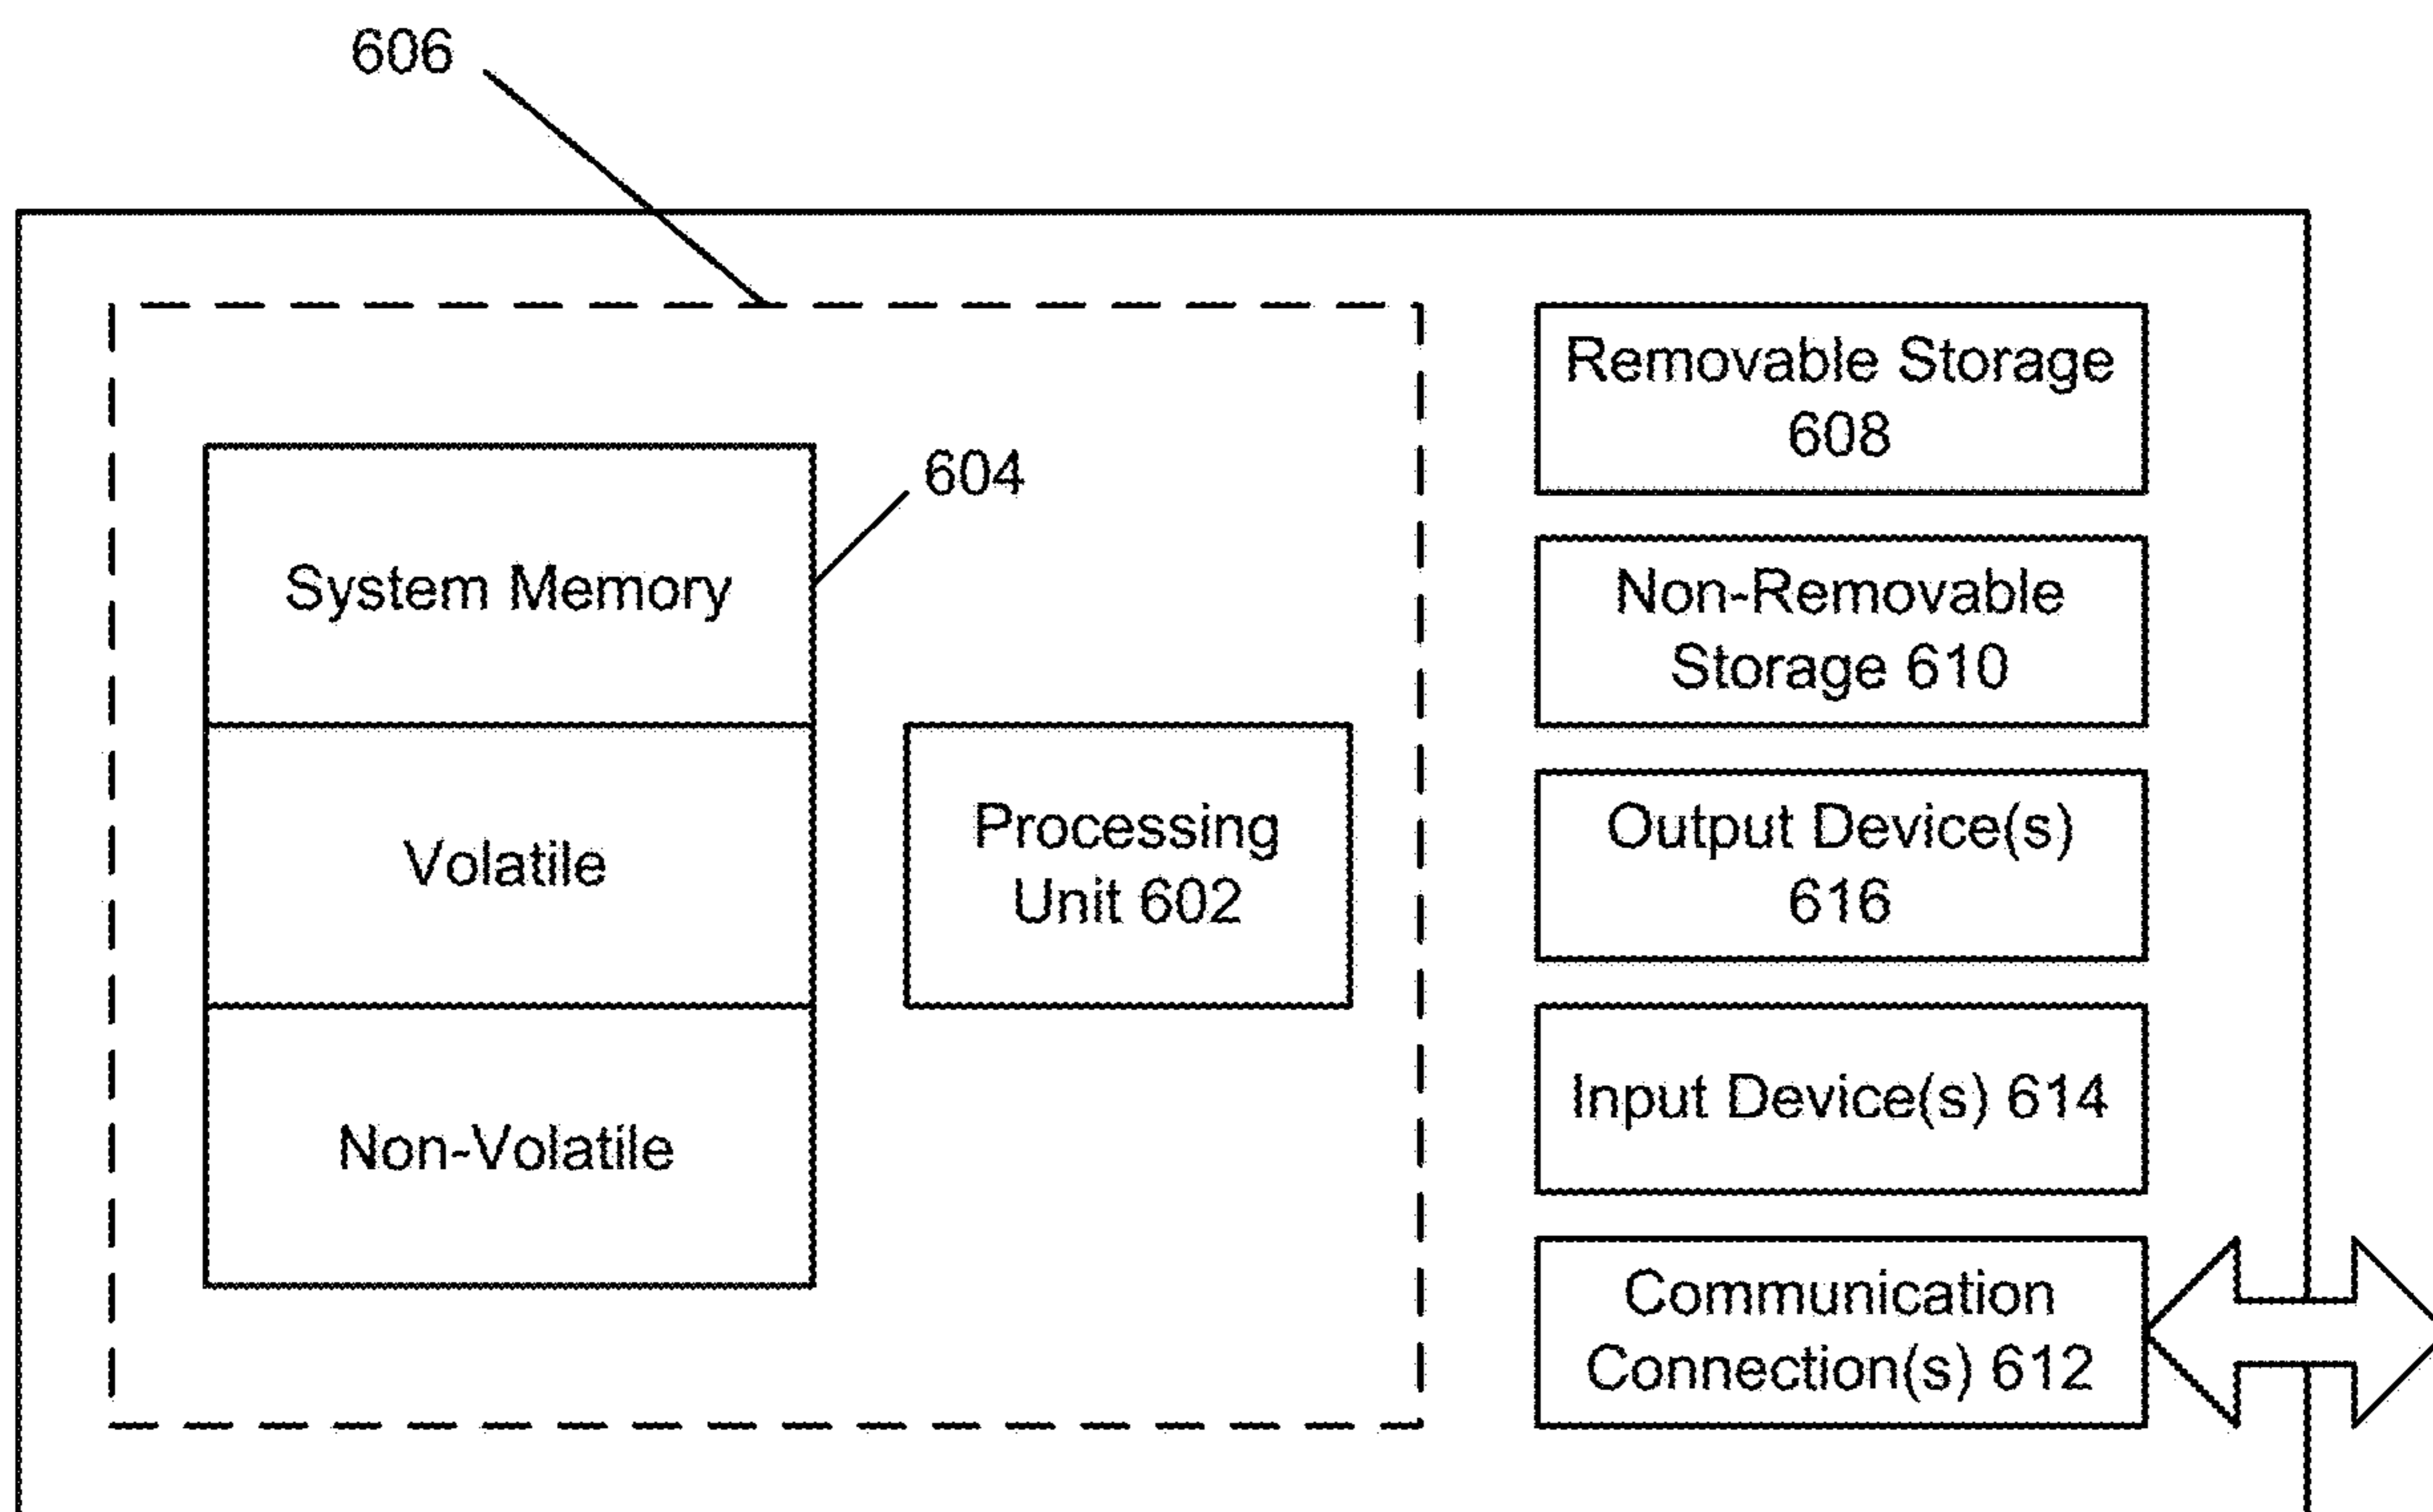 606
604
System Memory
Volatile
Non-Volatile
Processing
Unit 602
Removable Storage
608
Non-Removable
Storage 610
Output Device(s)
616
Input Device(s) 614
Communication
Connection(s) 612